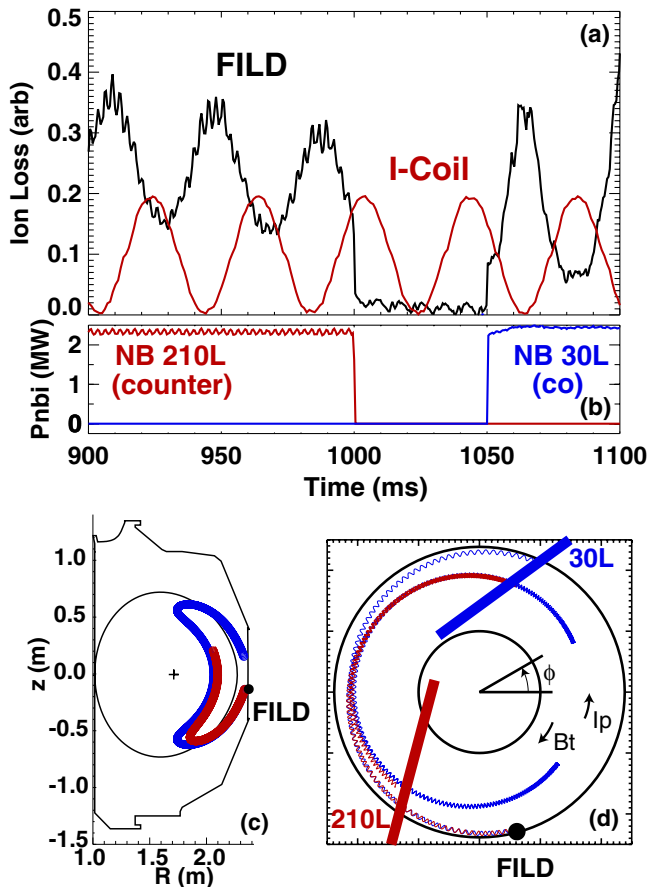 0.5
(a)
FILD
0.4
Ion Loss (arb)
0.3
I-Coil
0.2
0.1
0.0
Pnbi (MW)
2
NB 210L
(counter)
NB 30L
(co)
(b)
0
900
950
1000
1050
1100
Time (ms)
1.0
0.5
z (m)
0.0
FILD
-0.5
-1.0
-1.5
(c)
1.0
1.5
2.0
R (m)
30L
ϕ
Ip
Bt
210L
(d)
FILD